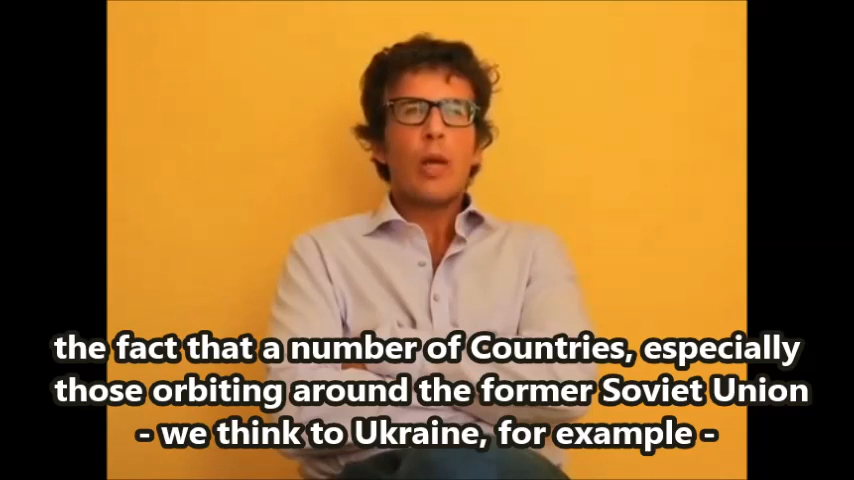 the fact that a number of Countries, especially
those orbiting around the former Soviet Union
- we think to Ukraine, for example -